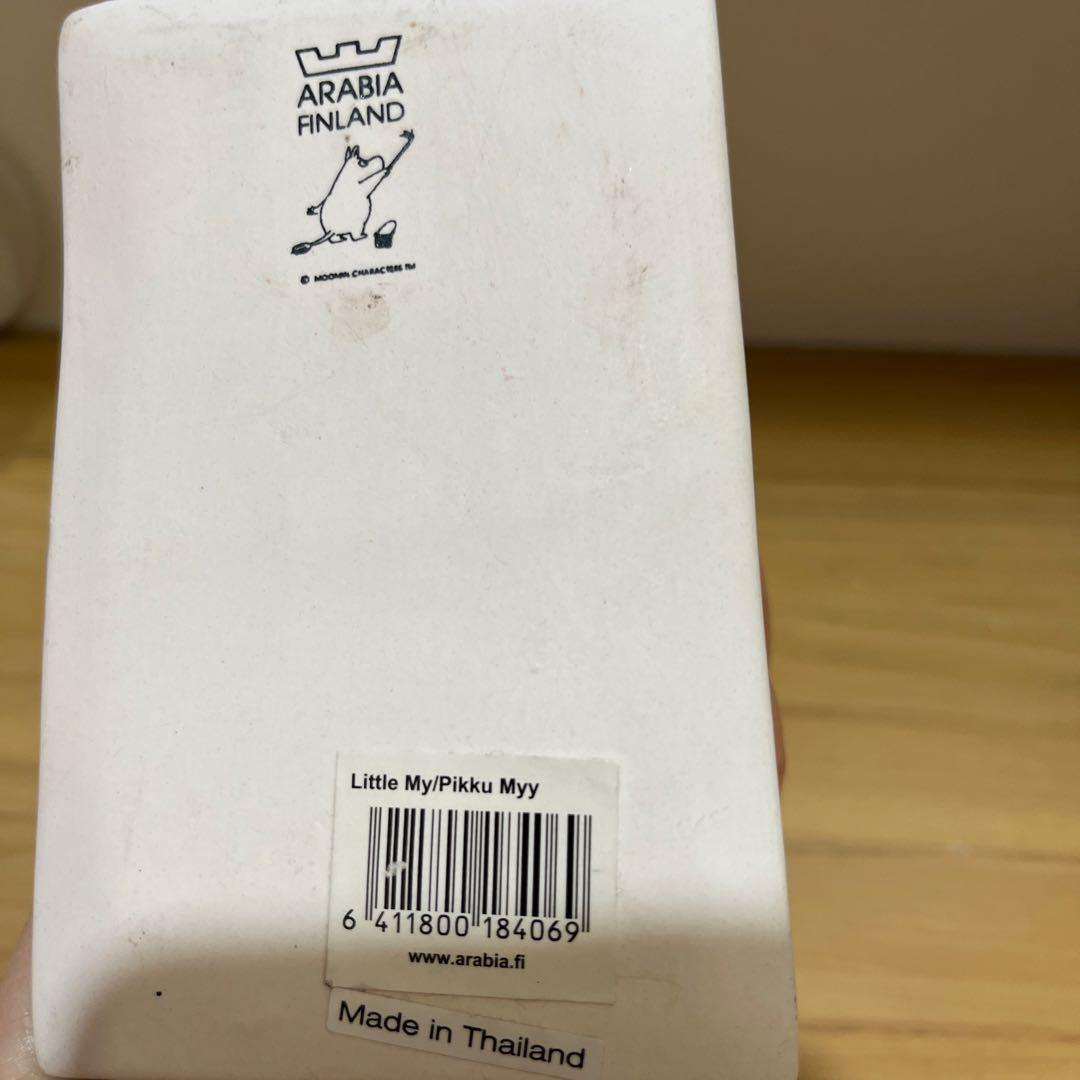 ARABIA
FINLAND
© MOOMIN CHARACTERS TM
Little My/Pikku Myy
6 411800 184069
www.arabia.fi
Made in Thailand